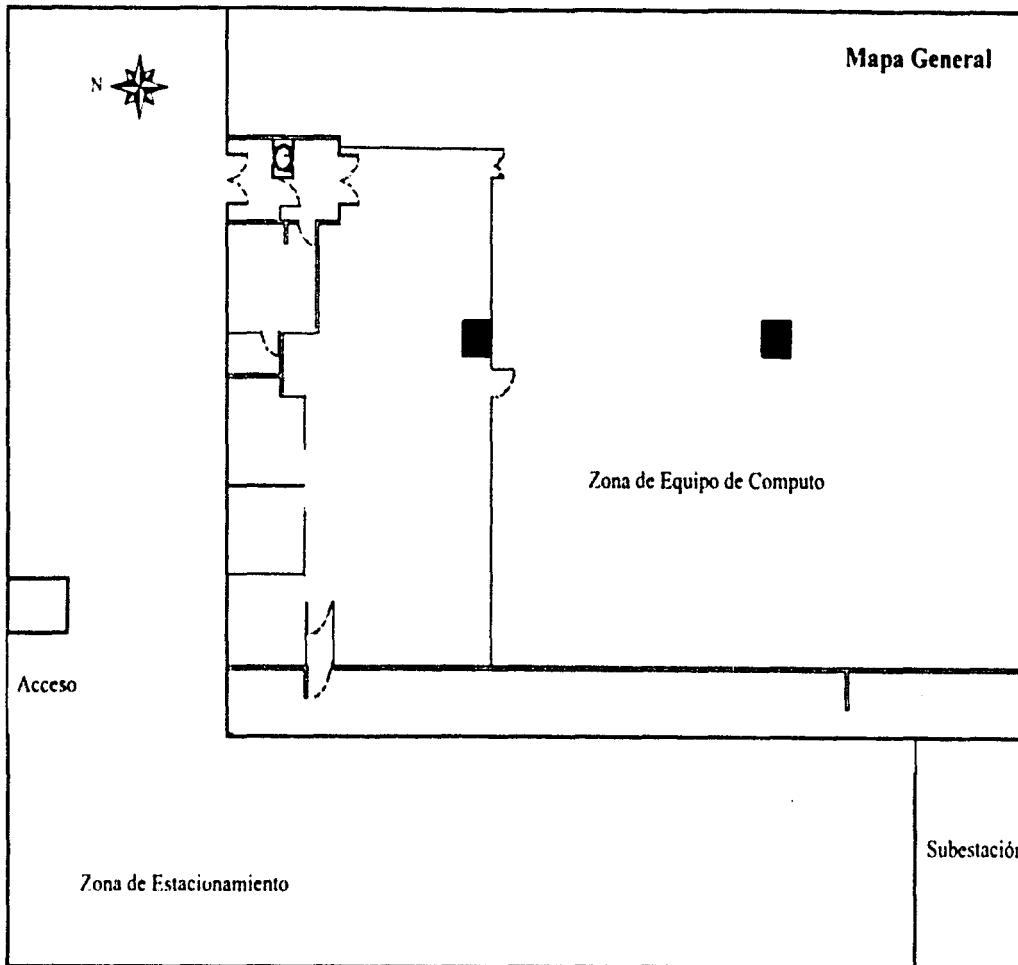 Mapa General
N
Zona de Equipo de Computo
Acceso
Subestación
Zona de Estacionamiento